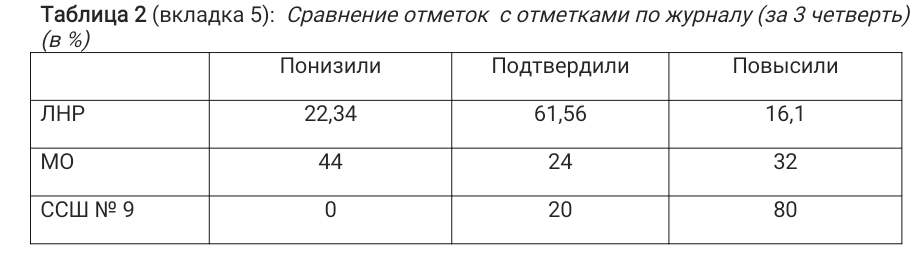 Таблица 2 (вкладка 5): Сравнение отметок с отметками по журналу (за 3 четверть)
(в %)
Понизили Подтвердили Повысили
ЛНР 22,34 61,56 16,1
МО 44 24 32
ССШ № 9 0 20 80